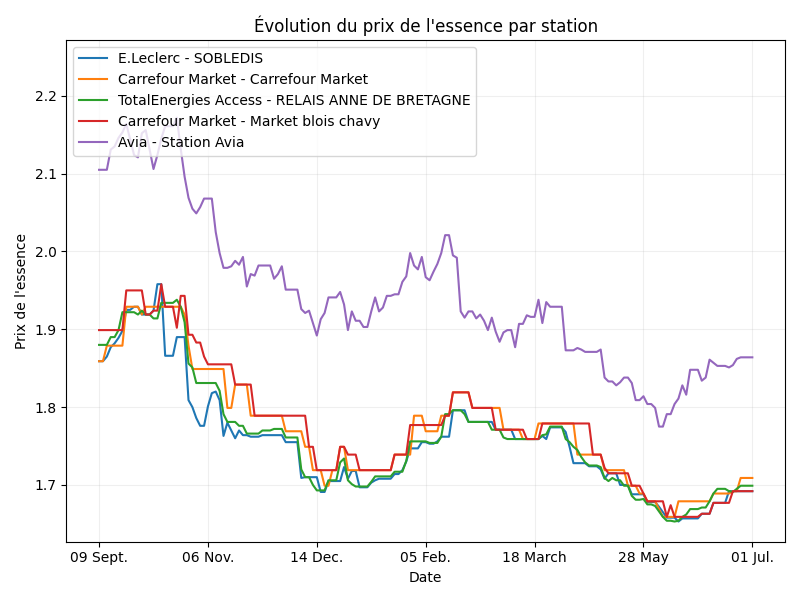 Évolution du prix de l'essence par station
E.Leclerc - SOBLEDIS
Carrefour Market - Carrefour Market
TotalEnergies Access - RELAIS ANNE DE BRETAGNE
Carrefour Market - Market blois chavy
Avia - Station Avia
Prix de l'essence
2.2
2.1
2.0
1.9
1.8
1.7
09 Sept. 06 Nov. 14 Dec. 05 Feb. 18 March 28 May 01 Jul.
Date